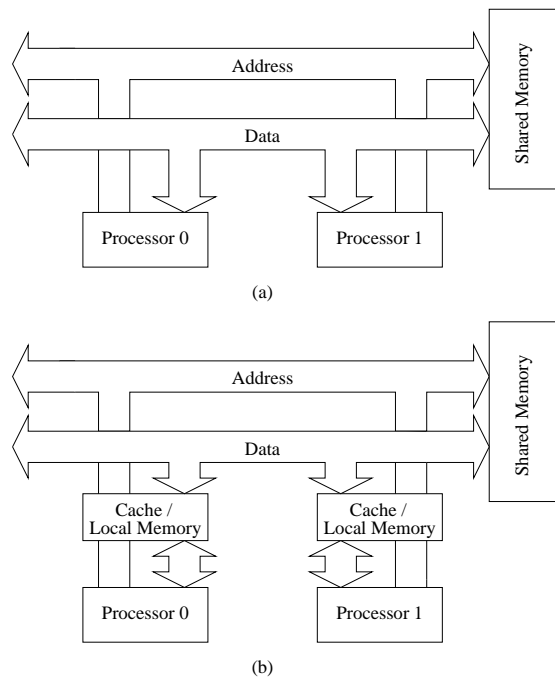 Address
Shared Memory
Data
Processor 0
Processor 1
(a)
Address
Shared Memory
Data
Cache /
Local Memory
Cache /
Local Memory
Processor 0
Processor 1
(b)